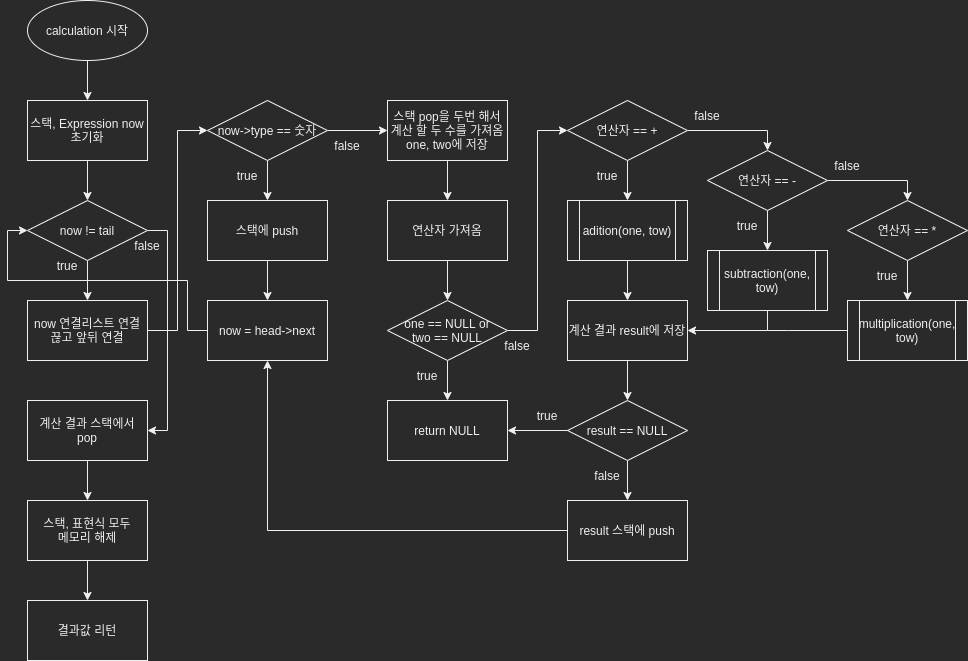 calculation 시작
스택, Expression now
초기화
now != tail
false
true
now 연결리스트 연결
끊고 앞뒤 연결
계산 결과 스택에서
pop
스택, 표현식 모두
메모리 해제
결과값 리턴
now->type == 숫자
false
true
스택에 push
now = head->next
스택 pop을 두번 해서
계산 할 두 수를 가져옴
one, two에 저장
연산자 가져옴
one == NULL or
two == NULL
false
true
return NULL
연산자 == +
false
true
adition(one, tow)
계산 결과 result에 저장
result == NULL
true
false
result 스택에 push
연산자 == -
false
true
subtraction(one,
tow)
연산자 == *
true
multiplication(one,
tow)